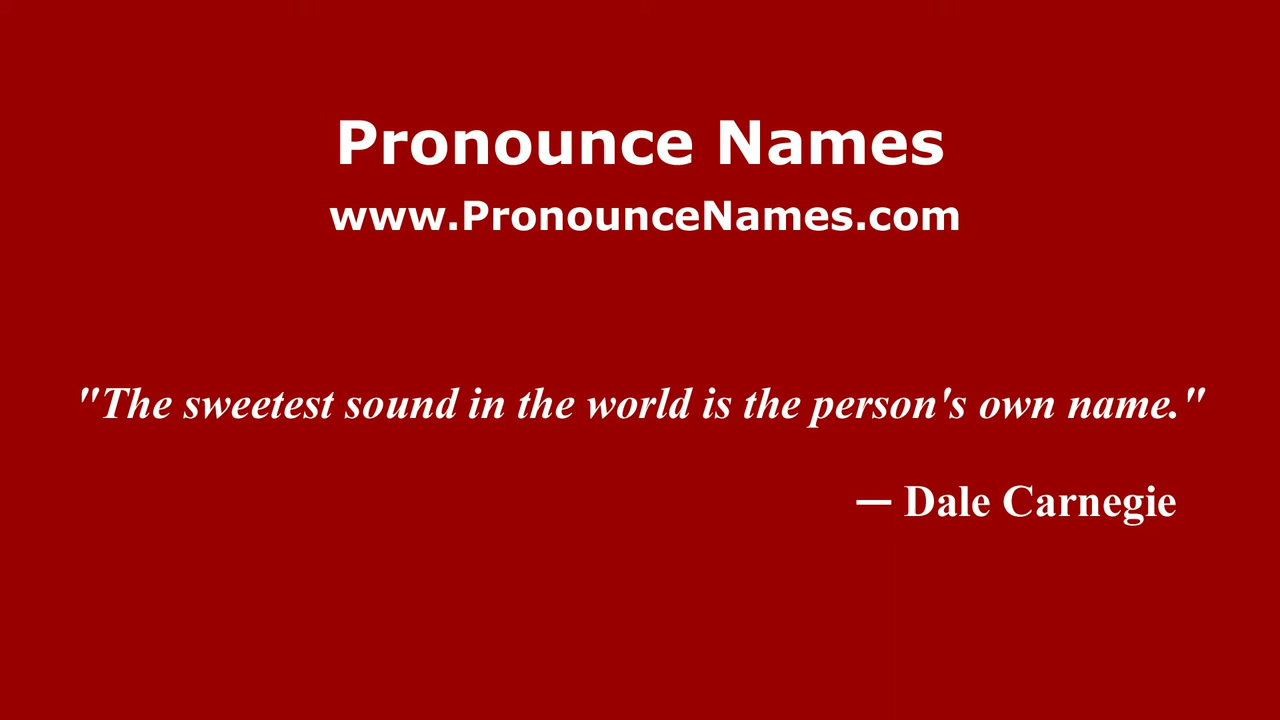 Pronounce Names
www.PronounceNames.com
"The sweetest sound in the world is the person's own name."
— Dale Carnegie